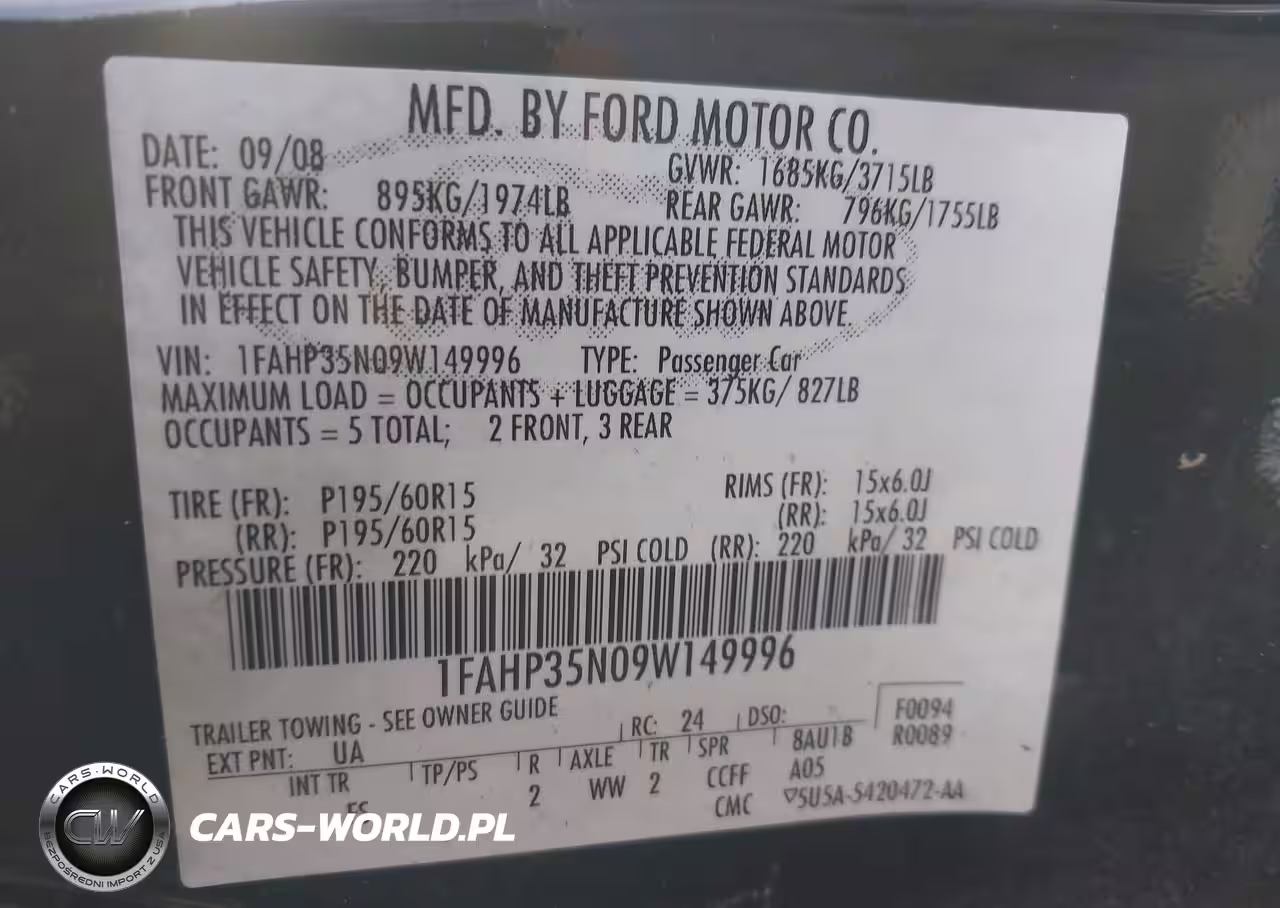 MFD. BY FORD MOTOR CO.
DATE: 09/08 GVWR: 1685KG/3715LB
FRONT GAWR: 895KG/1974LB REAR GAWR: 796KG/1755LB
THIS VEHICLE CONFORMS TO ALL APPLICABLE FEDERAL MOTOR
VEHICLE SAFETY, BUMPER, AND THEFT PREVENTION STANDARDS
IN EFFECT ON THE DATE OF MANUFACTURE SHOWN ABOVE.
VIN: 1FAHP35N09W149996 TYPE: Passenger Car
MAXIMUM LOAD = OCCUPANTS + LUGGAGE = 375KG/ 827LB
OCCUPANTS = 5 TOTAL; 2 FRONT, 3 REAR
TIRE (FR): P195/60R15 RIMS (FR): 15x6.0J
(RR): P195/60R15 (RR): 15x6.0J
PRESSURE (FR): 220 kPa/ 32 PSI COLD (RR): 220 kPa/ 32 PSI COLD
1FAHP35N09W149996
TRAILER TOWING - SEE OWNER GUIDE
EXT PNT: UA RC: 24 DSO: F0094
INT TR TP/PS R AXLE TR SPR 8AU1B R0089
2 WW 2 CCFF A05
CMC ▽5U5A-5420472-AA
CARS-WORLD
CW
BEZPOŚREDNI IMPORT Z USA
CARS-WORLD.PL